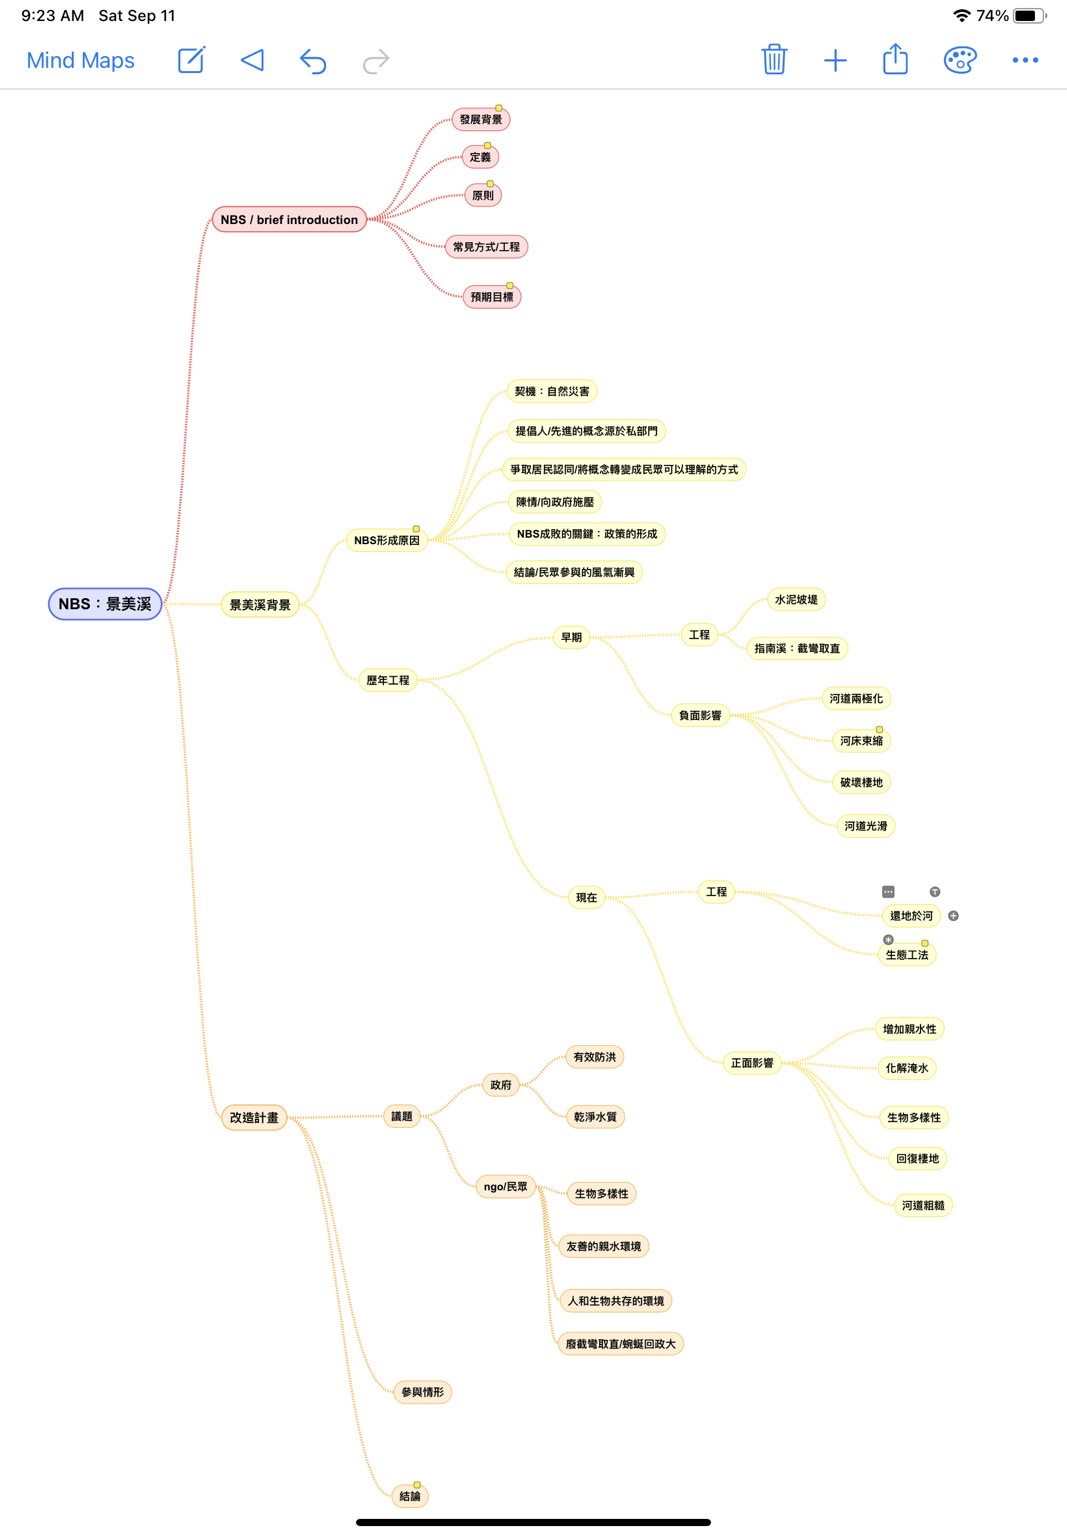 9:23 AM Sat Sep 11
74%
Mind Maps
發展背景
定義
原則
NBS / brief introduction
常見方式/工程
預期目標
契機：自然災害
提倡人/先進的概念源於私部門
爭取居民認同/將概念轉變成民眾可以理解的方式
陳情/向政府施壓
NBS成敗的關鍵：政策的形成
NBS形成原因
結論/民眾參與的風氣漸興
NBS：景美溪
景美溪背景
水泥坡堤
早期
工程
指南溪：截彎取直
歷年工程
河道兩極化
負面影響
河床束縮
破壞棲地
河道光滑
現在
工程
還地於河
生態工法
增加親水性
正面影響
化解淹水
生物多樣性
回復棲地
河道粗糙
有效防洪
政府
改造計畫
議題
乾淨水質
ngo/民眾
生物多樣性
友善的親水環境
人和生物共存的環境
廢截彎取直/蜿蜒回政大
參與情形
結論